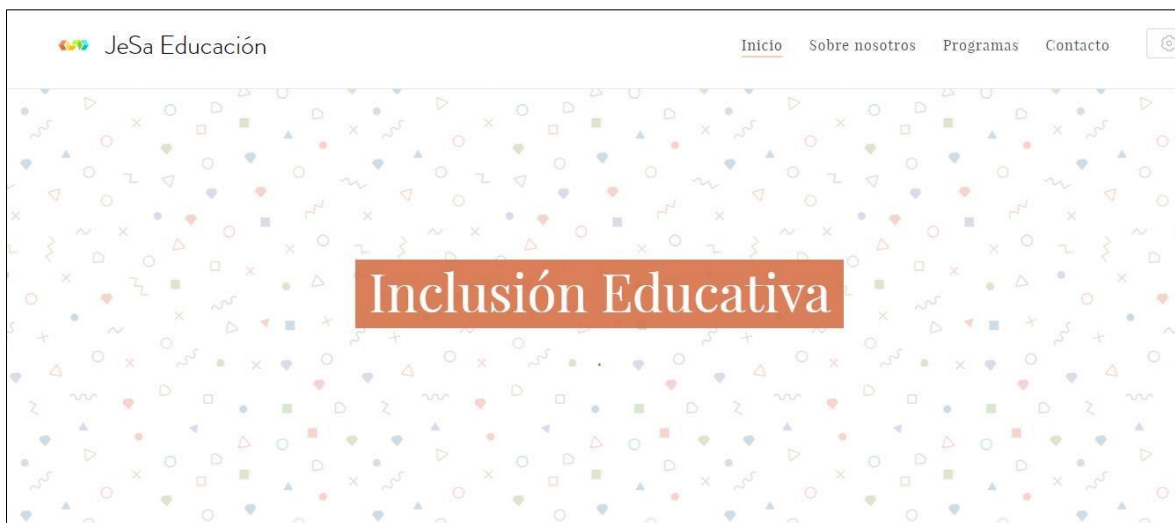 JeSa Educación
Inicio Sobre nosotros Programas Contacto
Inclusión Educativa